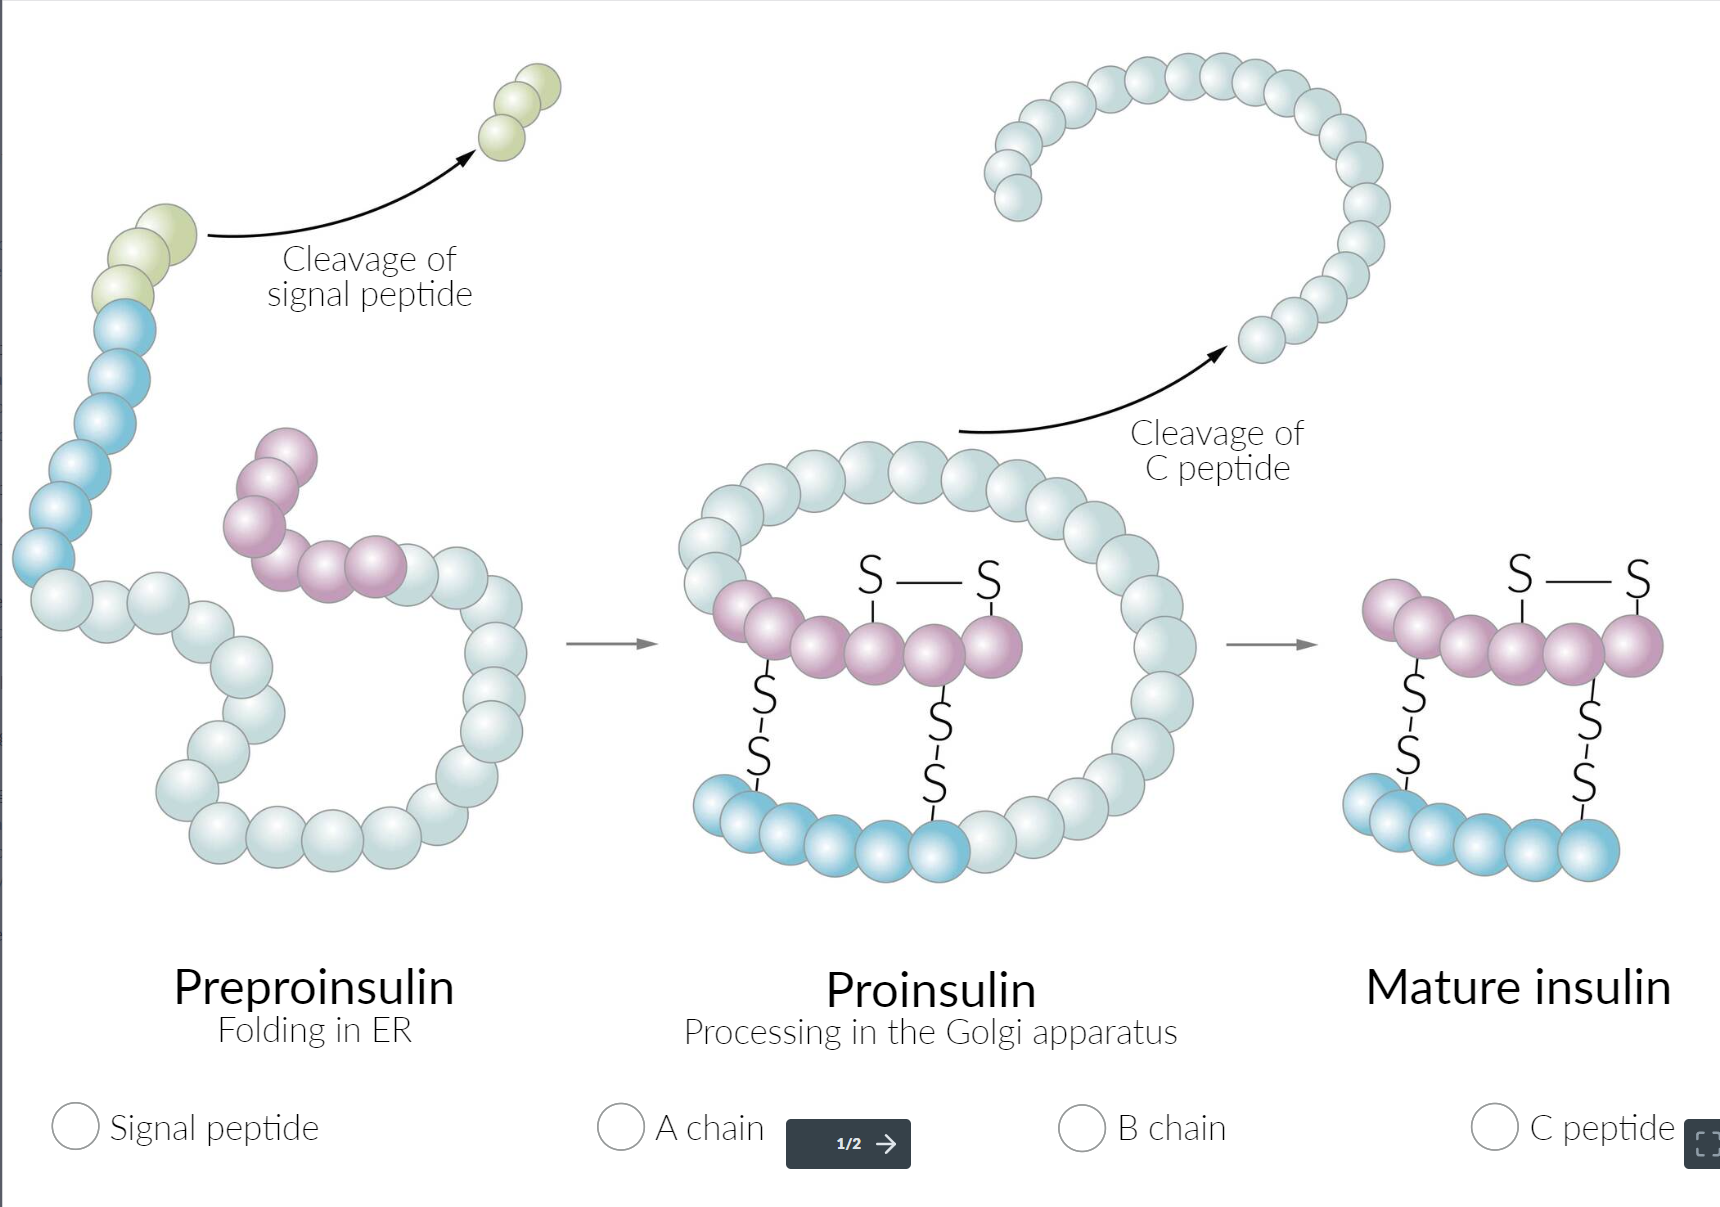 Cleavage of
signal peptide
Cleavage of
C peptide
S S
S
S
S
S
S S
S
S
S
S
Preproinsulin
Folding in ER
Proinsulin
Processing in the Golgi apparatus
Mature insulin
Signal peptide
A chain
B chain
C peptide
1/2